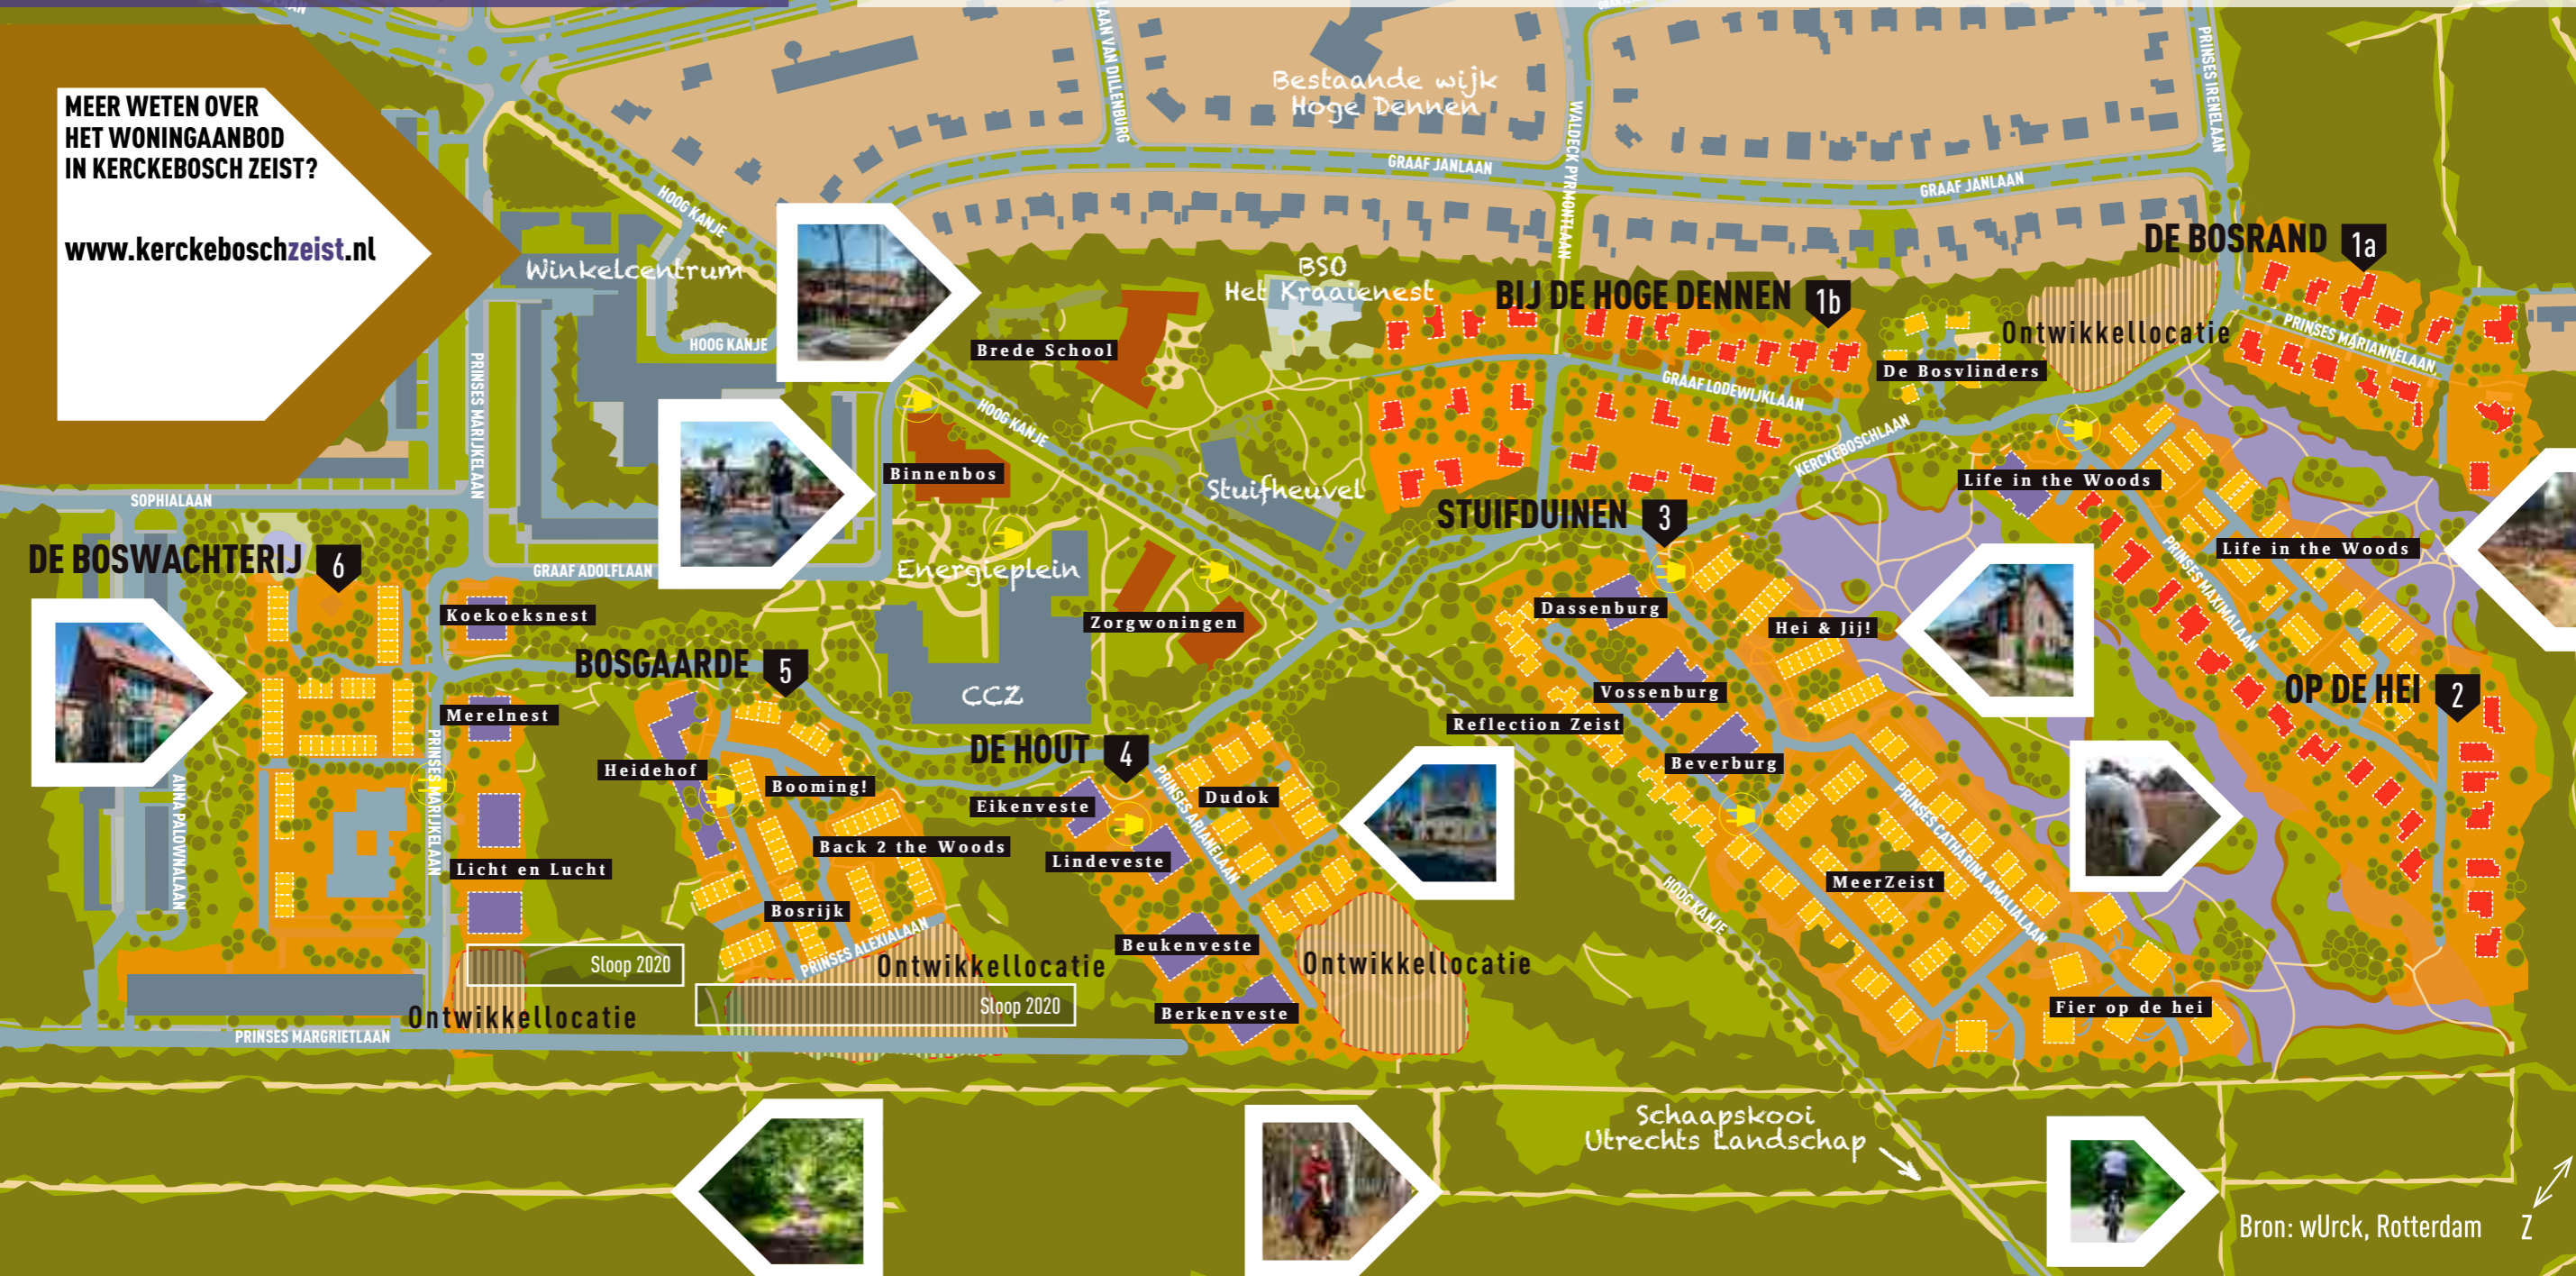 MEER WETEN OVER
HET WONINGAANBOD
IN KERCKEBOSCH ZEIST?
www.kerckeboschzeist.nl
LAAN VAN DILLENBURG
Bestaande wijk
Hoge Dennen
WALDECK PYRMONTLAAN
PRINSES IRENELAAN
GRAAF JANLAAN
GRAAF JANLAAN
HOOG KANJE
Winkelcentrum
HOOG KANJE
PRINSES MARIJKELAAN
BSO
Het Kraaienest
Brede School
BIJ DE HOGE DENNEN 1b
DE BOSRAND 1a
Ontwikkellocatie
PRINSES MARIANNELAAN
De Bosvlinders
GRAAF LODEWIJKLAAN
KERCKEBOSCHLAAN
HOOG KANJE
Binnenbos
Stuifheuvel
SOPHIALAAN
STUIFDUINEN 3
Life in the Woods
Life in the Woods
PRINSES MAXIMALAAN
DE BOSWACHTERIJ 6
GRAAF ADOLFLAAN
Energieplein
Koekoeksnest
Zorgwoningen
Dassenburg
Hei & Jij!
BOSGAARDE 5
CCZ
Vossenburg
OP DE HEI 2
Merelnest
Reflection Zeist
PRINSES MARIJKELAAN
ANNA PALOWNALAAN
DE HOUT 4
Beverburg
Heidehof
Booming!
Eikenveste
PRINSES ARIANELAAN
Dudok
PRINSES CATHARINA AMALIALAAN
Back 2 the Woods
Lindeveste
Licht en Lucht
MeerZeist
Bosrijk
HOOG KANJE
PRINSES ALEXIALAAN
Beukenveste
Sloop 2020
Ontwikkellocatie
Ontwikkellocatie
Sloop 2020
Ontwikkellocatie
Berkenveste
Fier op de hei
PRINSES MARGRIETLAAN
Schaapskooi
Utrechts Landschap
Bron: wUrck, Rotterdam
Z